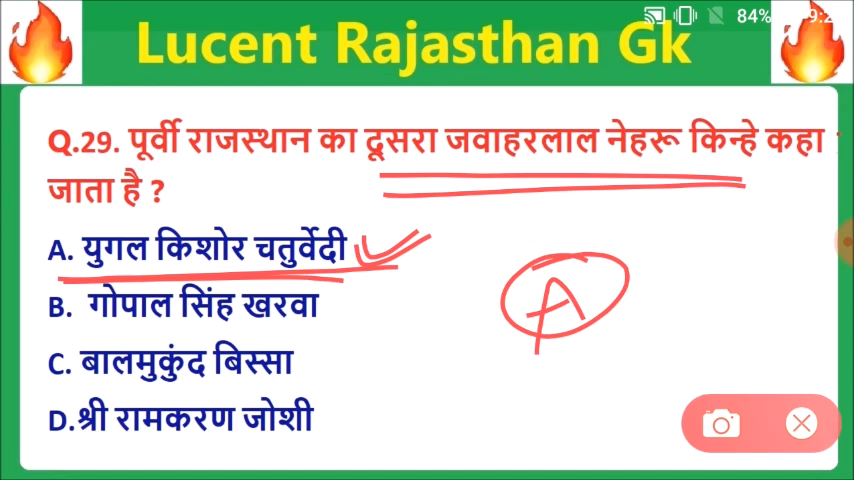 84%
Lucent Rajasthan Gk
Q.29. पूर्वी राजस्थान का दूसरा जवाहरलाल नेहरू किन्हे कहा
जाता है ?
A. युगल किशोर चतुर्वेदी
A
B. गोपाल सिंह खरवा
C. बालमुकुंद बिस्सा
D.श्री रामकरण जोशी